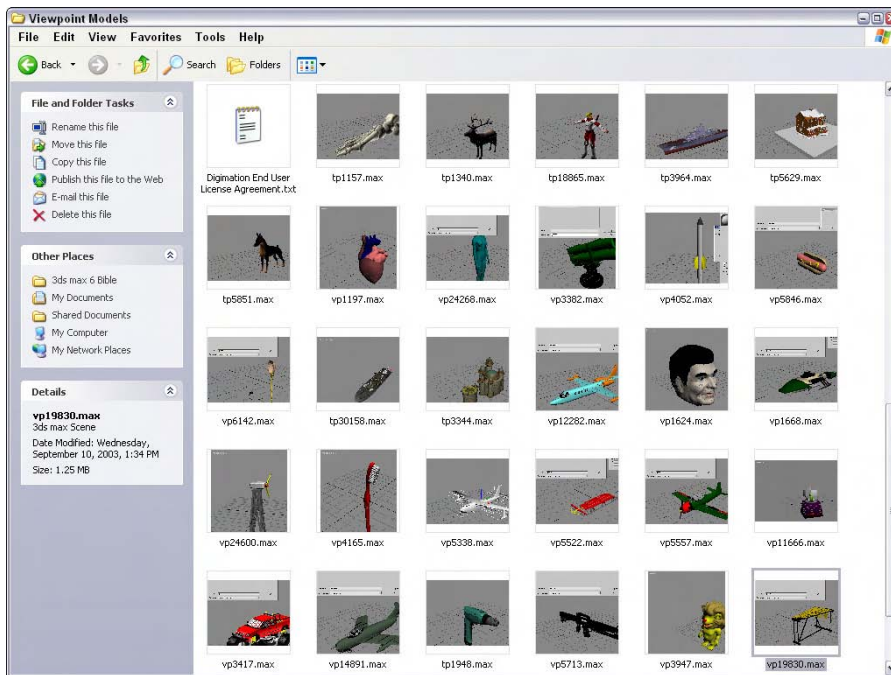 Viewpoint Models
File Edit View Favorites Tools Help
Back Search Folders
File and Folder Tasks
Rename this file
Move this file
Copy this file
Publish this file to the Web
E-mail this file
Delete this file
Other Places
3ds max 6 Bible
My Documents
Shared Documents
My Computer
My Network Places
Details
vp19830.max
3ds max Scene
Date Modified: Wednesday,
September 10, 2003, 1:34 PM
Size: 1.25 MB
Digimation End User
License Agreement.txt
tp1157.max
tp1340.max
tp18865.max
tp3964.max
tp5629.max
tp5851.max
vp1197.max
vp24268.max
vp3382.max
vp4052.max
vp5846.max
vp6142.max
tp30158.max
tp3344.max
vp12282.max
vp1624.max
vp1668.max
vp24600.max
vp4165.max
vp5338.max
vp5522.max
vp5557.max
vp11666.max
vp3417.max
vp14891.max
tp1948.max
vp5713.max
vp3947.max
vp19830.max